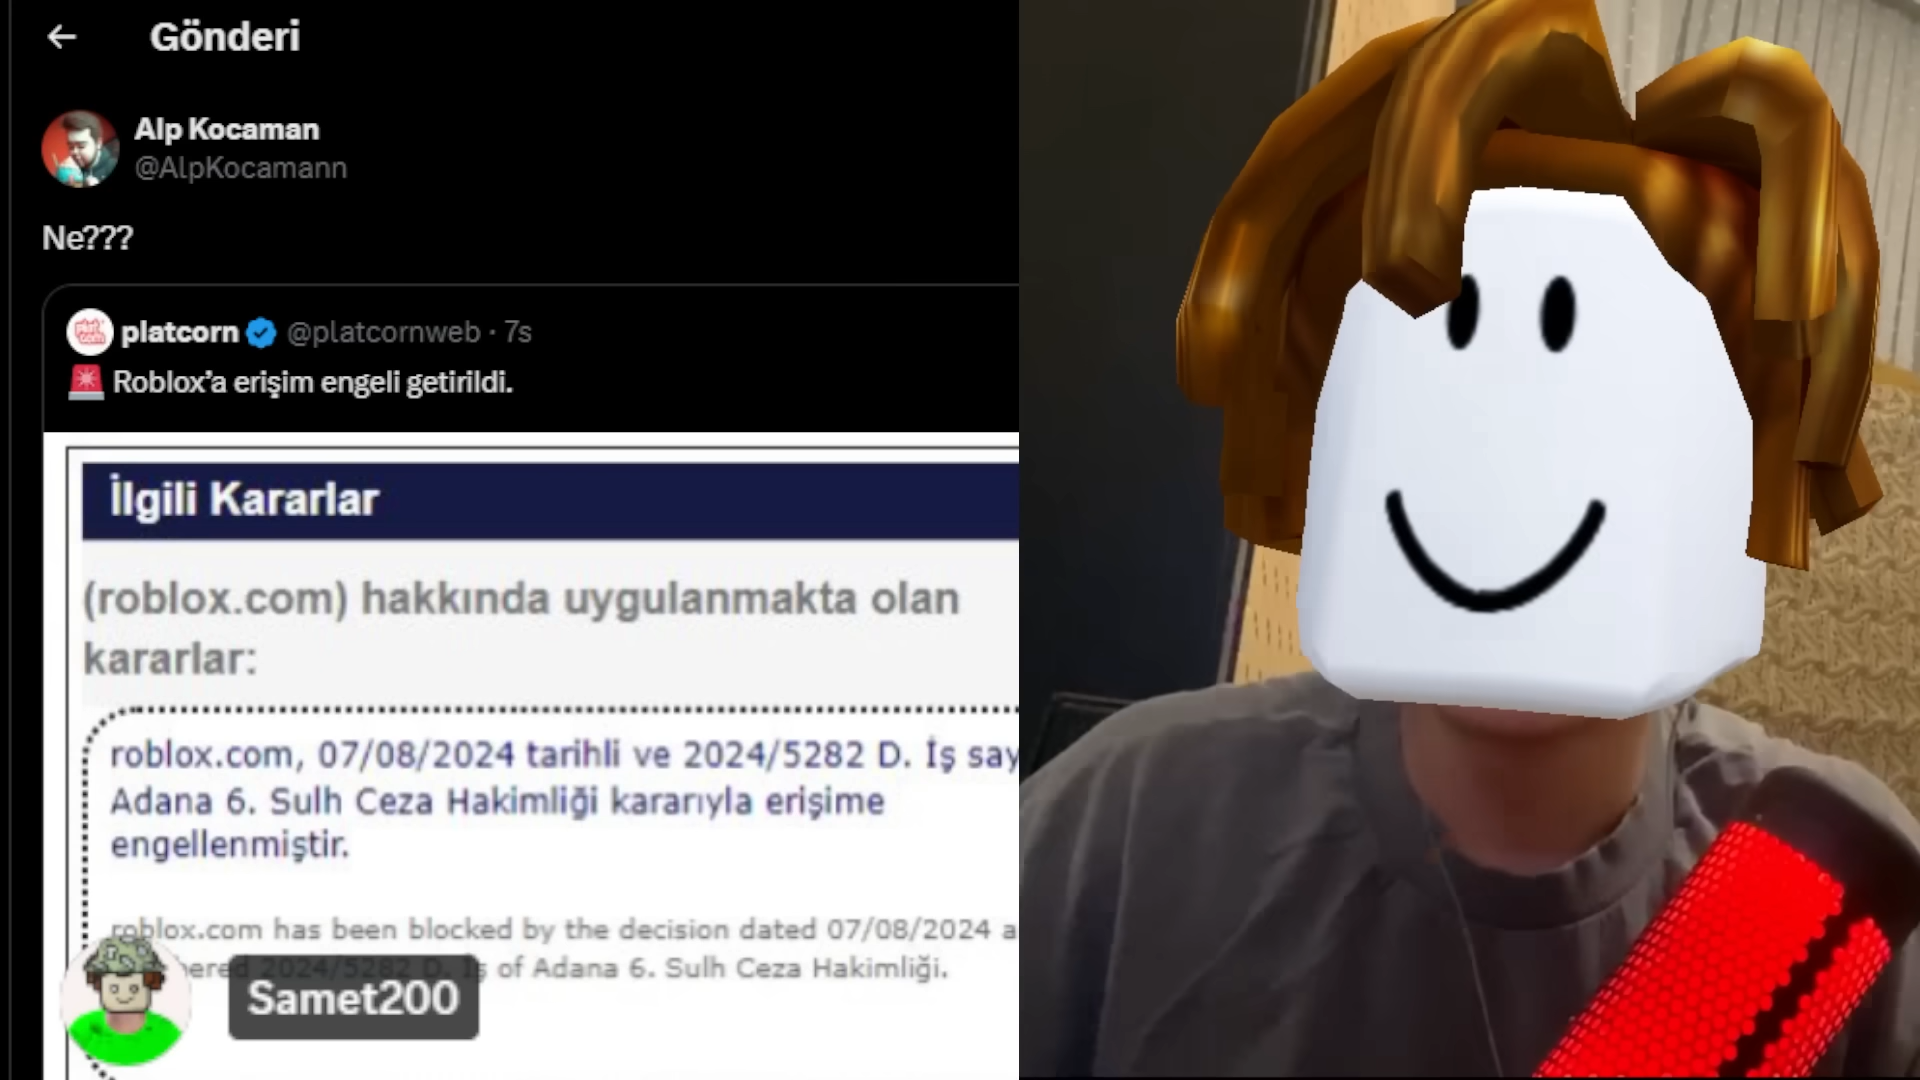 Gönderi
Alp Kocaman
@AlpKocamann
Ne???
platcorn @platcornweb · 7s
Roblox'a erişim engeli getirildi.
İlgili Kararlar
(roblox.com) hakkında uygulanmakta olan
kararlar:
roblox.com, 07/08/2024 tarihli ve 2024/5282 D. İş say
Adana 6. Sulh Ceza Hakimliği kararıyla erişime
engellenmiştir.
roblox.com has been blocked by the decision dated 07/08/2024 a
2024/5282 D. İş of Adana 6. Sulh Ceza Hakimliği.
Samet200